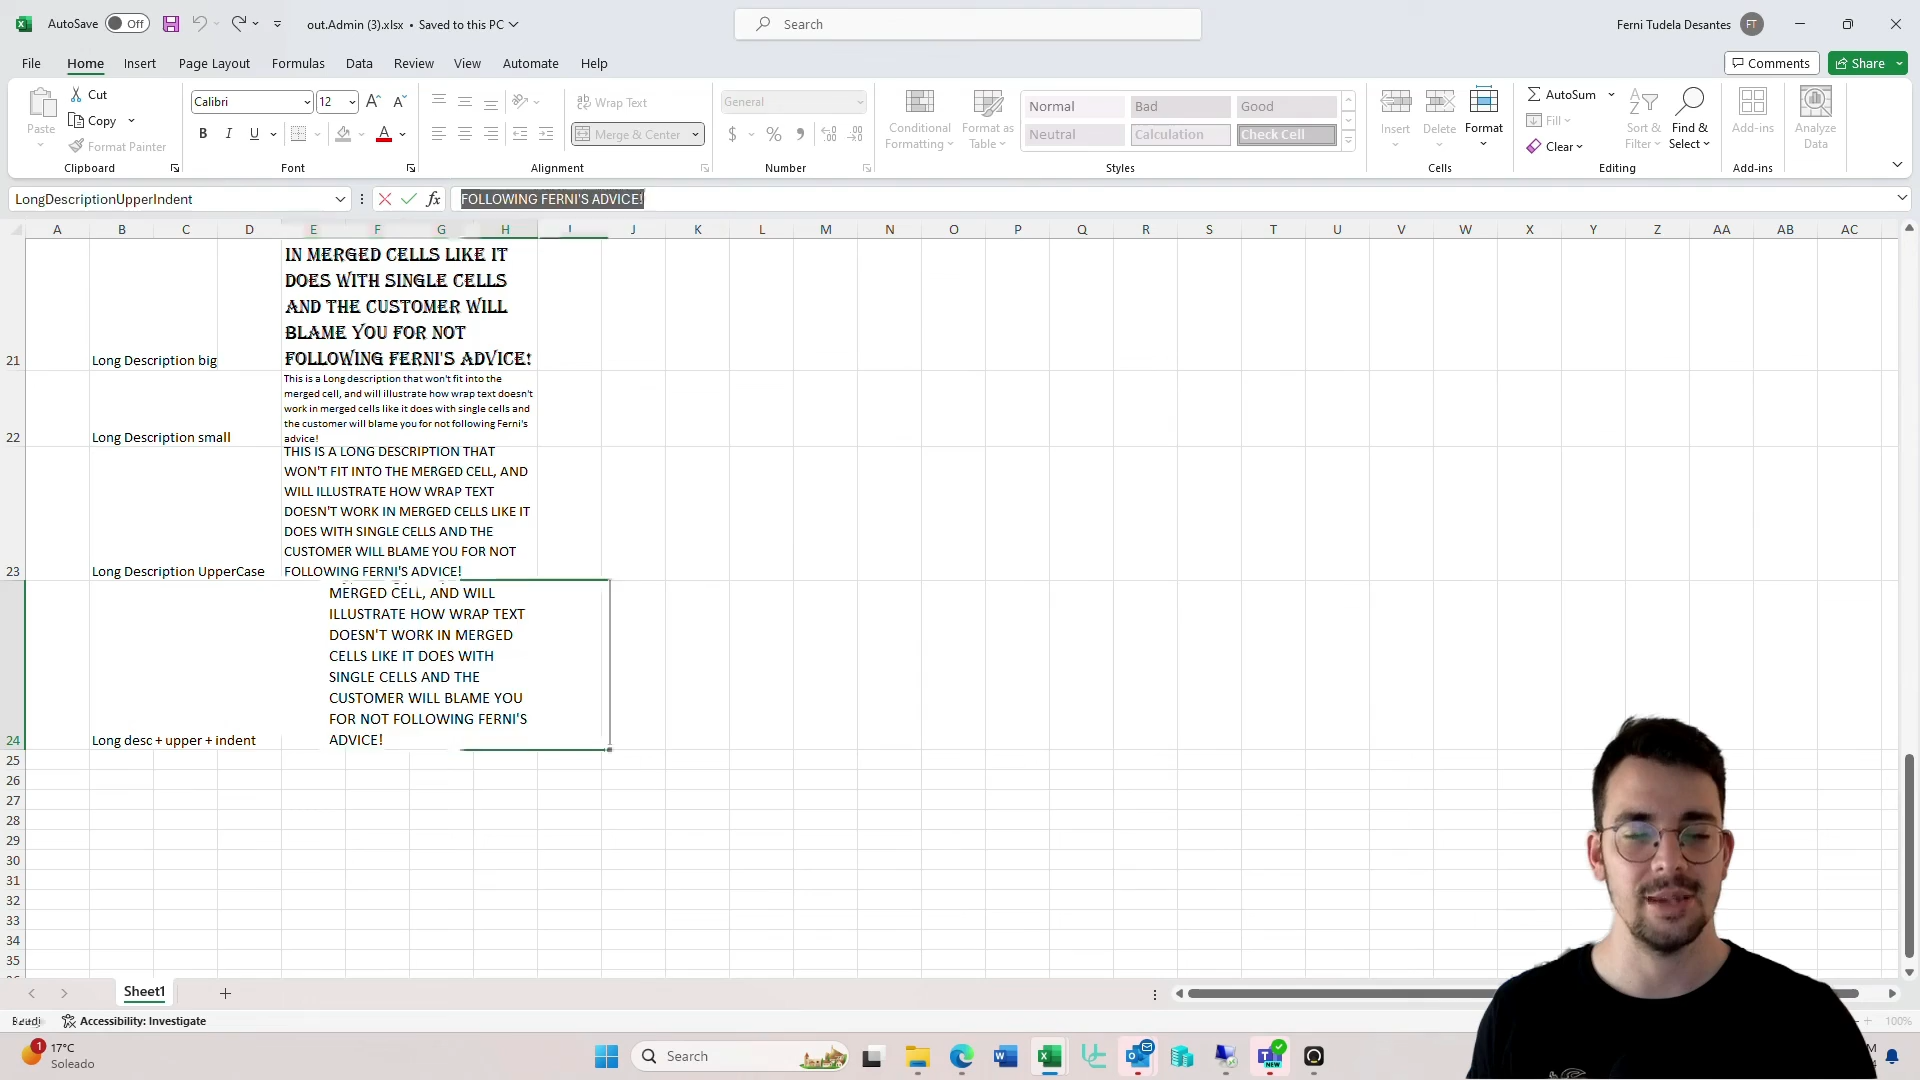 AutoSave Off out.Admin (3).xlsx • Saved to this PC Search Ferni Tudela Desantes FT
File Home Insert Page Layout Formulas Data Review View Automate Help Comments Share
Paste Cut Copy Format Painter Clipboard
Calibri 12 A A B I U A Font
ab Wrap Text Merge & Center Alignment
General $ % , Number
Conditional Formatting Format as Table Normal Bad Good Neutral Calculation Check Cell Styles
Insert Delete Format Cells
AutoSum Fill Clear Sort & Filter Find & Select Editing
Add-ins Add-ins
Analyze Data
LongDescriptionUpperIndent fx FOLLOWING FERNI'S ADVICE!
A B C D E F G H I J K L M N O P Q R S T U V W X Y Z AA AB AC
IN MERGED CELLS LIKE IT
DOES WITH SINGLE CELLS
AND THE CUSTOMER WILL
BLAME YOU FOR NOT
21 Long Description big FOLLOWING FERNI'S ADVICE!
This is a Long description that won't fit into the
merged cell, and will illustrate how wrap text doesn't
work in merged cells like it does with single cells and
the customer will blame you for not following Ferni's
22 Long Description small advice!
THIS IS A LONG DESCRIPTION THAT
WON'T FIT INTO THE MERGED CELL, AND
WILL ILLUSTRATE HOW WRAP TEXT
DOESN'T WORK IN MERGED CELLS LIKE IT
DOES WITH SINGLE CELLS AND THE
CUSTOMER WILL BLAME YOU FOR NOT
23 Long Description UpperCase FOLLOWING FERNI'S ADVICE!
MERGED CELL, AND WILL
ILLUSTRATE HOW WRAP TEXT
DOESN'T WORK IN MERGED
CELLS LIKE IT DOES WITH
SINGLE CELLS AND THE
CUSTOMER WILL BLAME YOU
FOR NOT FOLLOWING FERNI'S
24 Long desc + upper + indent ADVICE!
25
26
27
28
29
30
31
32
33
34
35
Sheet1
Accessibility: Investigate 100%
1 17°C
Soleado
Search
NEW